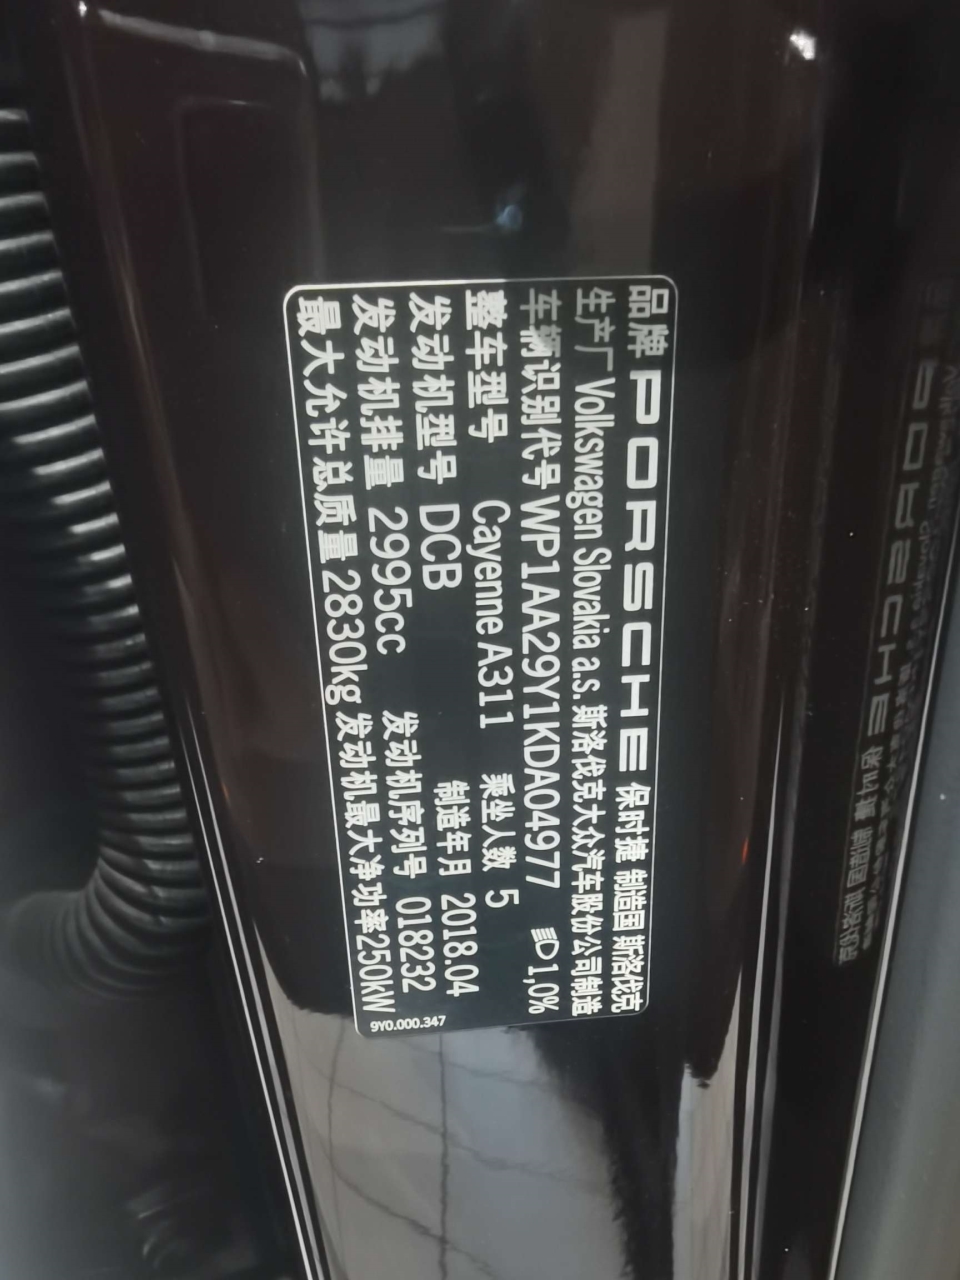 品牌 PORSCHE 保时捷 制造国 斯洛伐克
生产厂 Volkswagen Slovakia a.s. 斯洛伐克大众汽车股份公司制造
车辆识别代号 WP1AA29Y1KDA04977 1,0%
整车型号 Cayenne A311 乘坐人数 5
发动机型号 DCB 制造年月 2018.04
发动机排量 2995cc 发动机序列号 018232
最大允许总质量 2830kg 发动机最大净功率250kW
9Y0.000.347